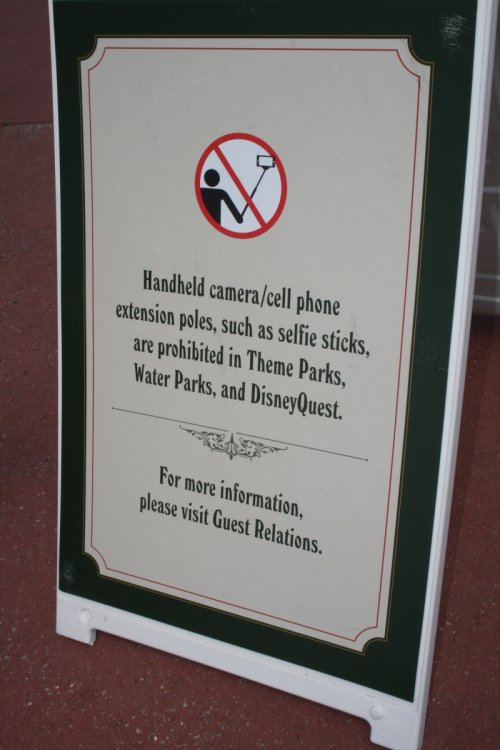 Handheld camera/cell phone
extension poles, such as selfie sticks,
are prohibited in Theme Parks,
Water Parks, and DisneyQuest.
For more information,
please visit Guest Relations.